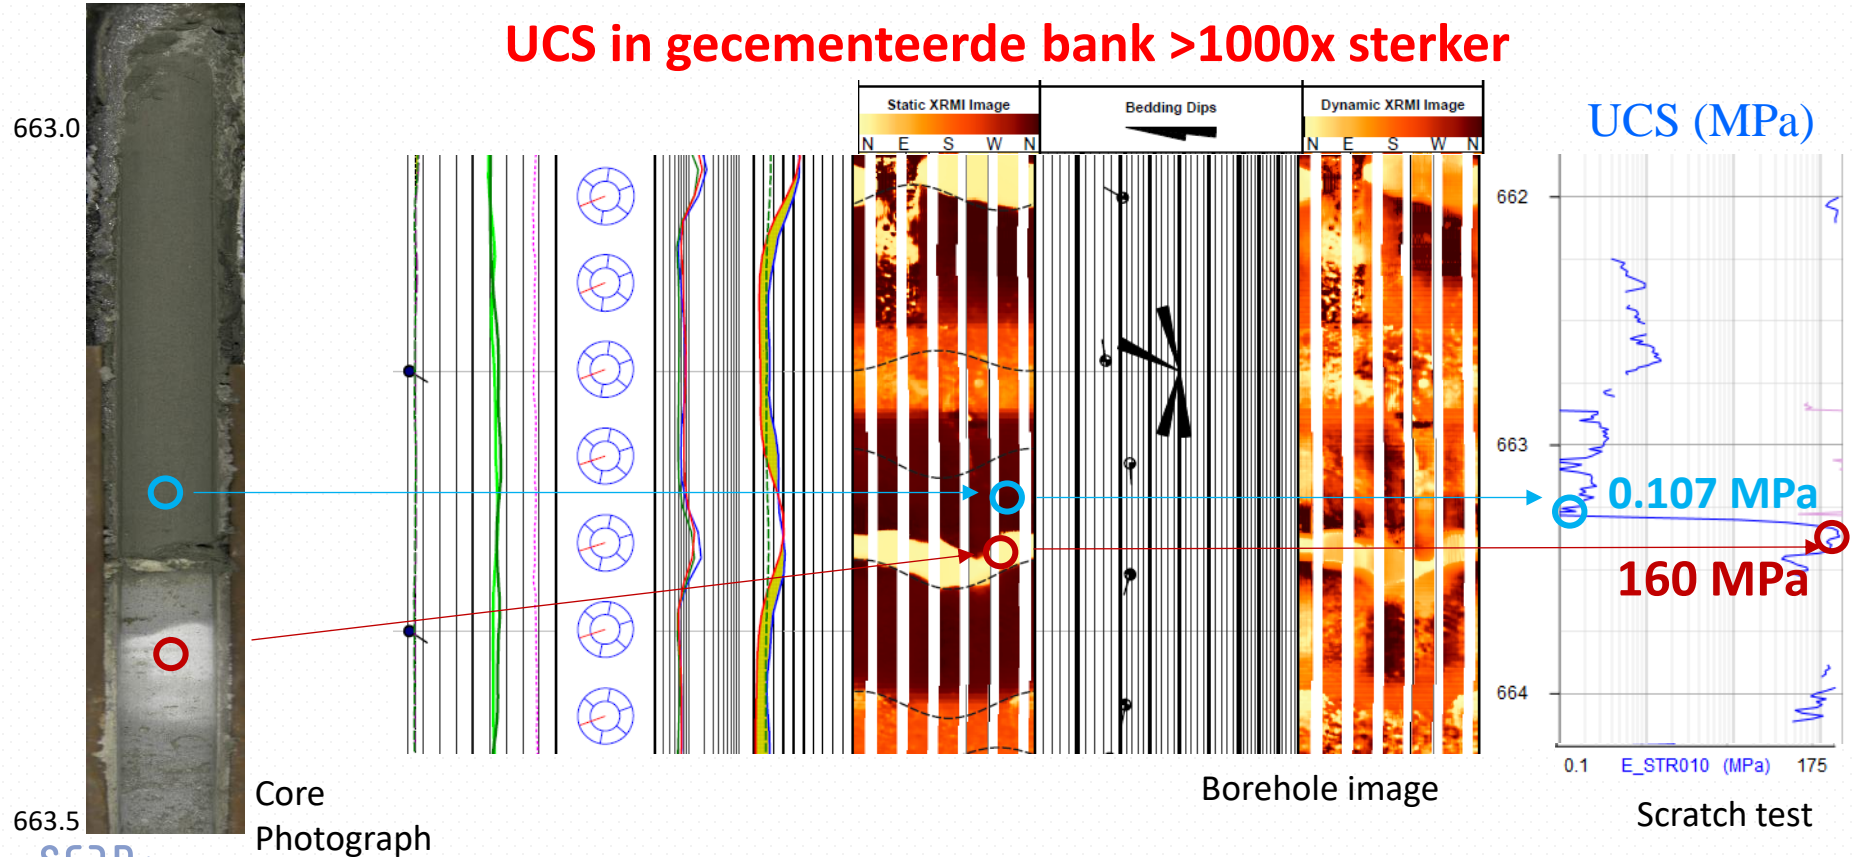 UCS in gecementeerde bank >1000x sterker
Static XRMI Image
Bedding Dips
Dynamic XRMI Image
N E S W N
N E S W N
UCS (MPa)
663.0
662
663
0.107 MPa
160 MPa
664
0.1 E_STR010 (MPa) 175
Core
Photograph
Borehole image
Scratch test
663.5